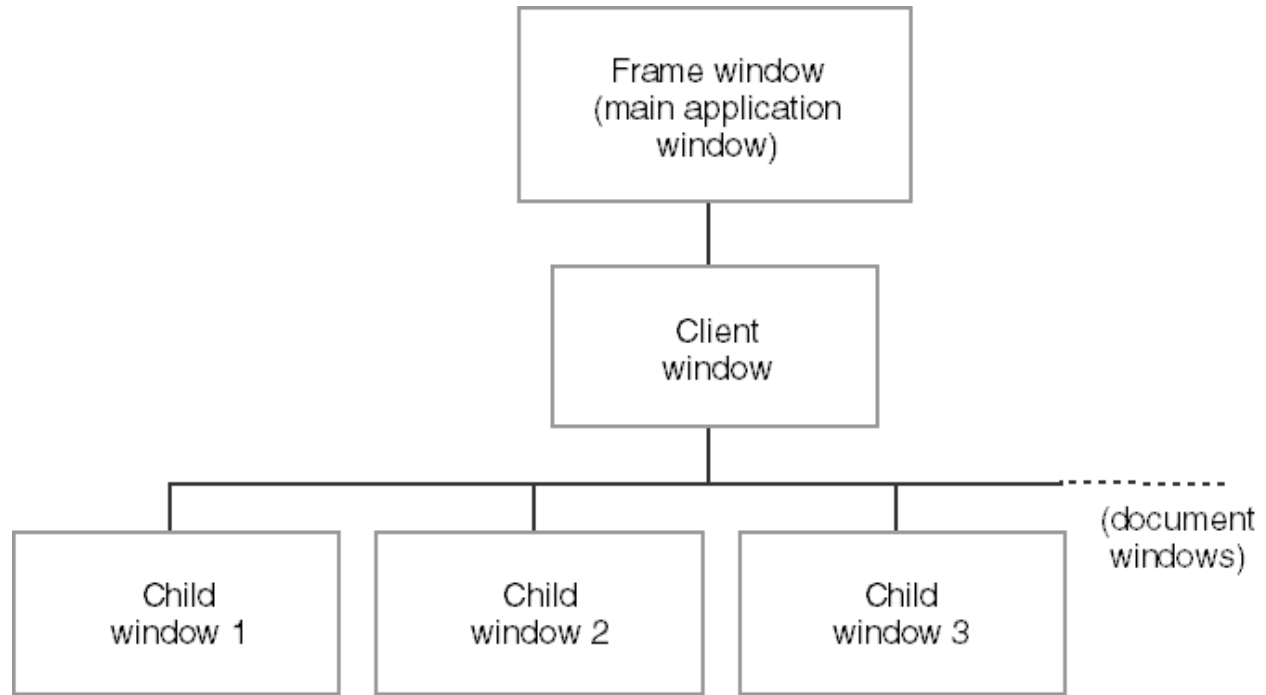 Frame window
(main application
window)
Client
window
(document
windows)
Child
window 1
Child
window 2
Child
window 3